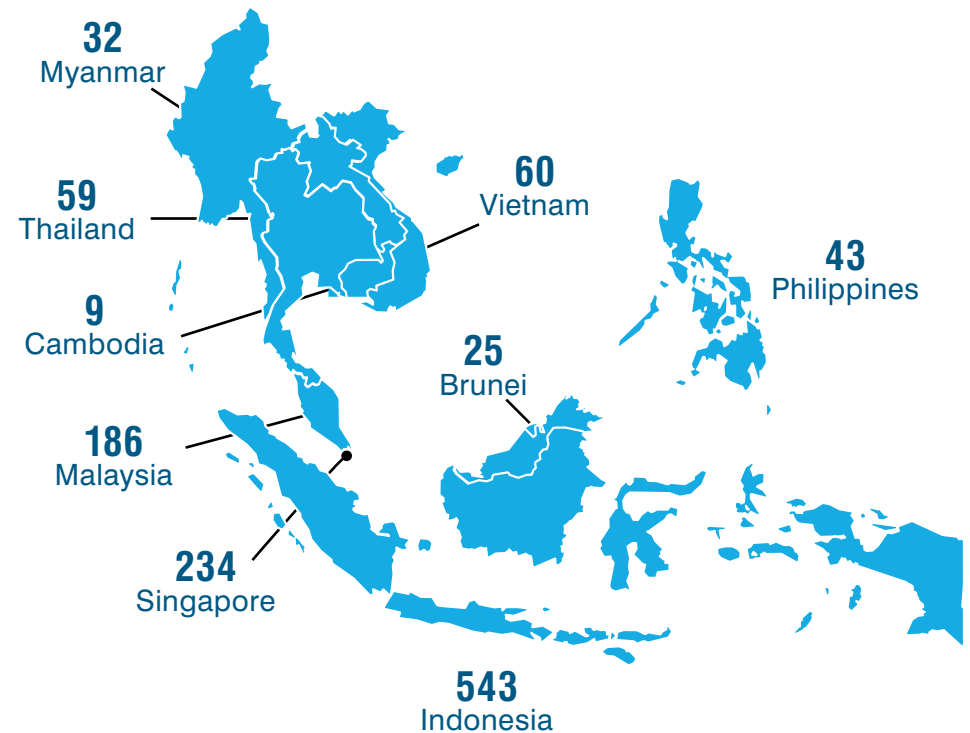 32
Myanmar
60
Vietnam
59
Thailand
43
Philippines
9
Cambodia
25
Brunei
186
Malaysia
234
Singapore
543
Indonesia